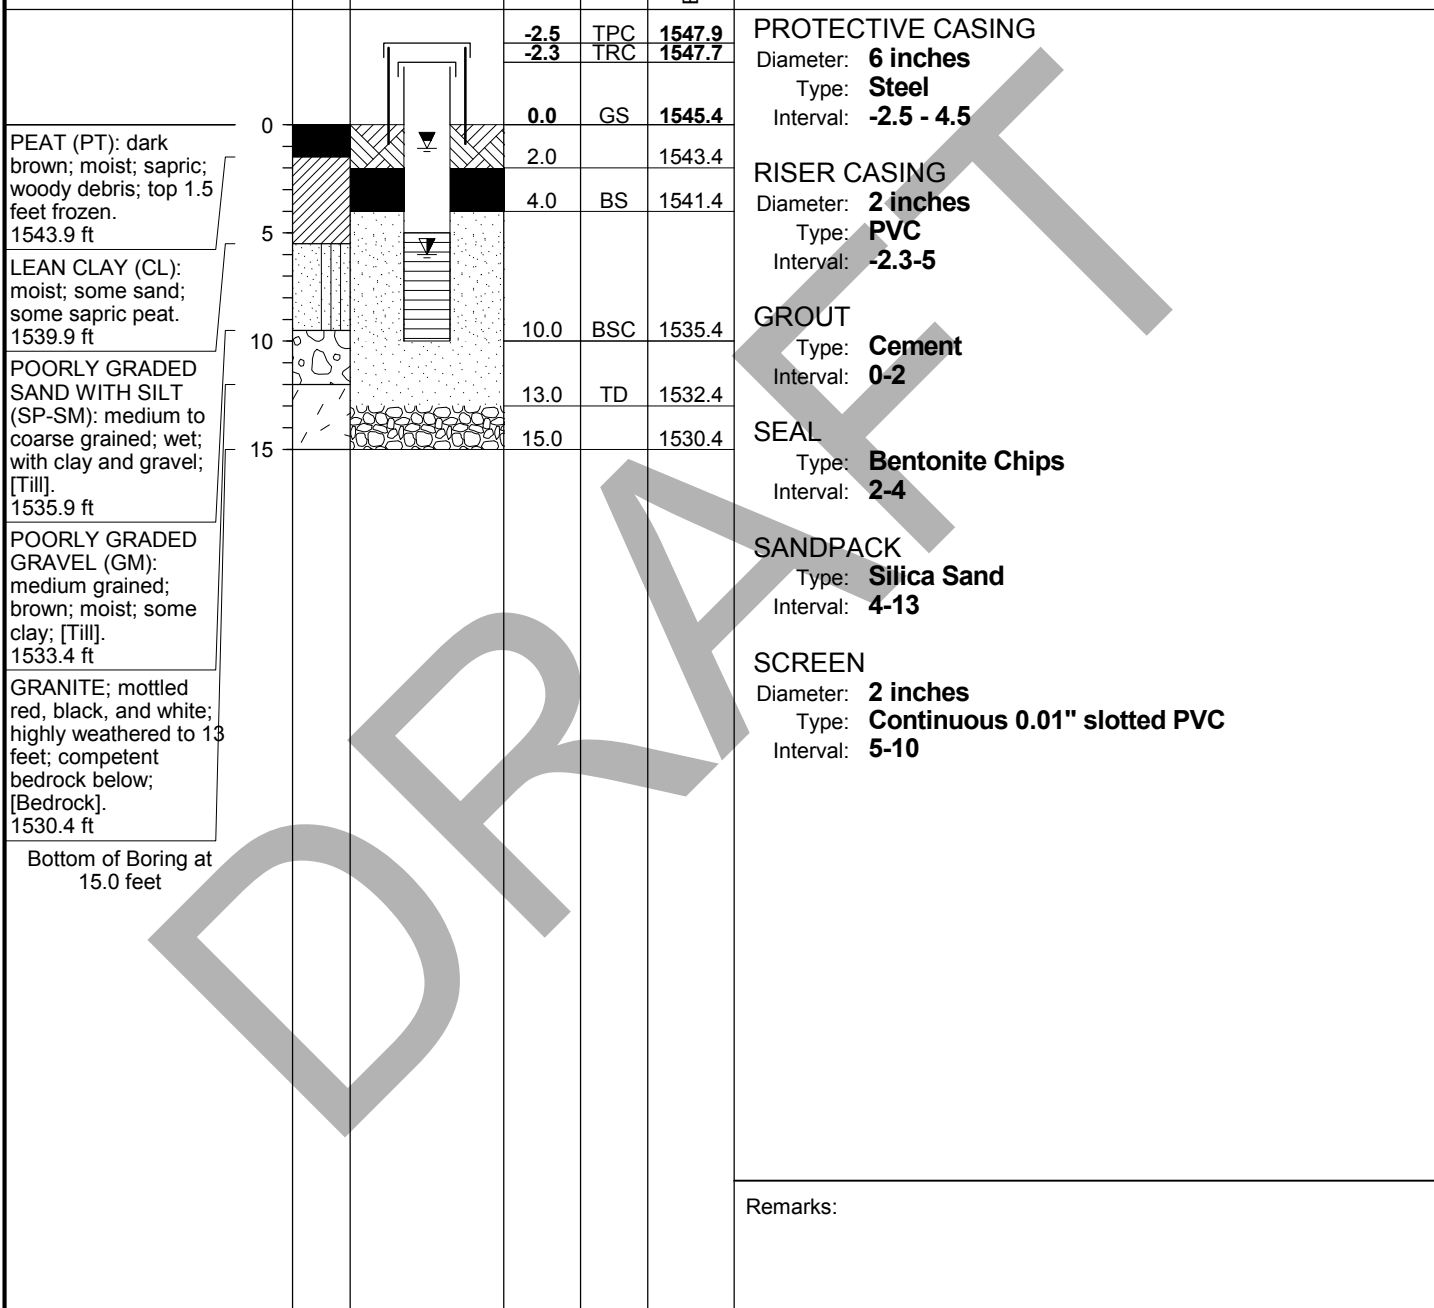 -2.5 TPC 1547.9
-2.3 TRC 1547.7
0.0 GS 1545.4
2.0 1543.4
4.0 BS 1541.4
10.0 BSC 1535.4
13.0 TD 1532.4
15.0 1530.4
0
5
10
15
PEAT (PT): dark
brown; moist; sapric;
woody debris; top 1.5
feet frozen.
1543.9 ft
LEAN CLAY (CL):
moist; some sand;
some sapric peat.
1539.9 ft
POORLY GRADED
SAND WITH SILT
(SP-SM): medium to
coarse grained; wet;
with clay and gravel;
[Till].
1535.9 ft
POORLY GRADED
GRAVEL (GM):
medium grained;
brown; moist; some
clay; [Till].
1533.4 ft
GRANITE; mottled
red, black, and white;
highly weathered to 13
feet; competent
bedrock below;
[Bedrock].
1530.4 ft
Bottom of Boring at
15.0 feet
PROTECTIVE CASING
Diameter: 6 inches
Type: Steel
Interval: -2.5 - 4.5
RISER CASING
Diameter: 2 inches
Type: PVC
Interval: -2.3-5
GROUT
Type: Cement
Interval: 0-2
SEAL
Type: Bentonite Chips
Interval: 2-4
SANDPACK
Type: Silica Sand
Interval: 4-13
SCREEN
Diameter: 2 inches
Type: Continuous 0.01" slotted PVC
Interval: 5-10
Remarks:
DRAFT